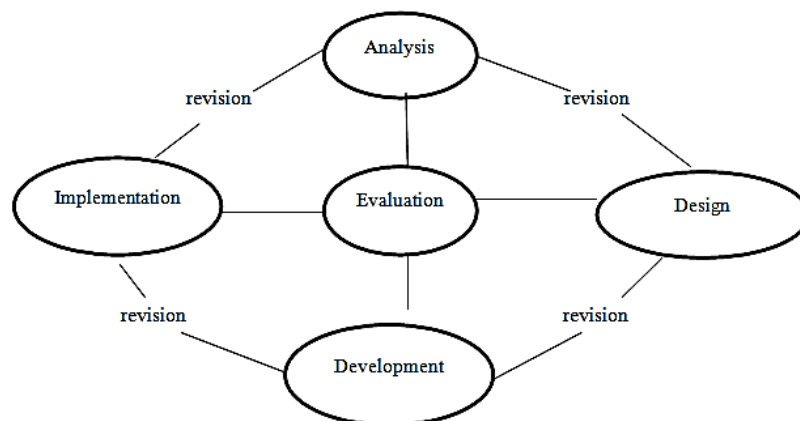 Analysis
revision
revision
Implementation
Evaluation
Design
revision
revision
Development